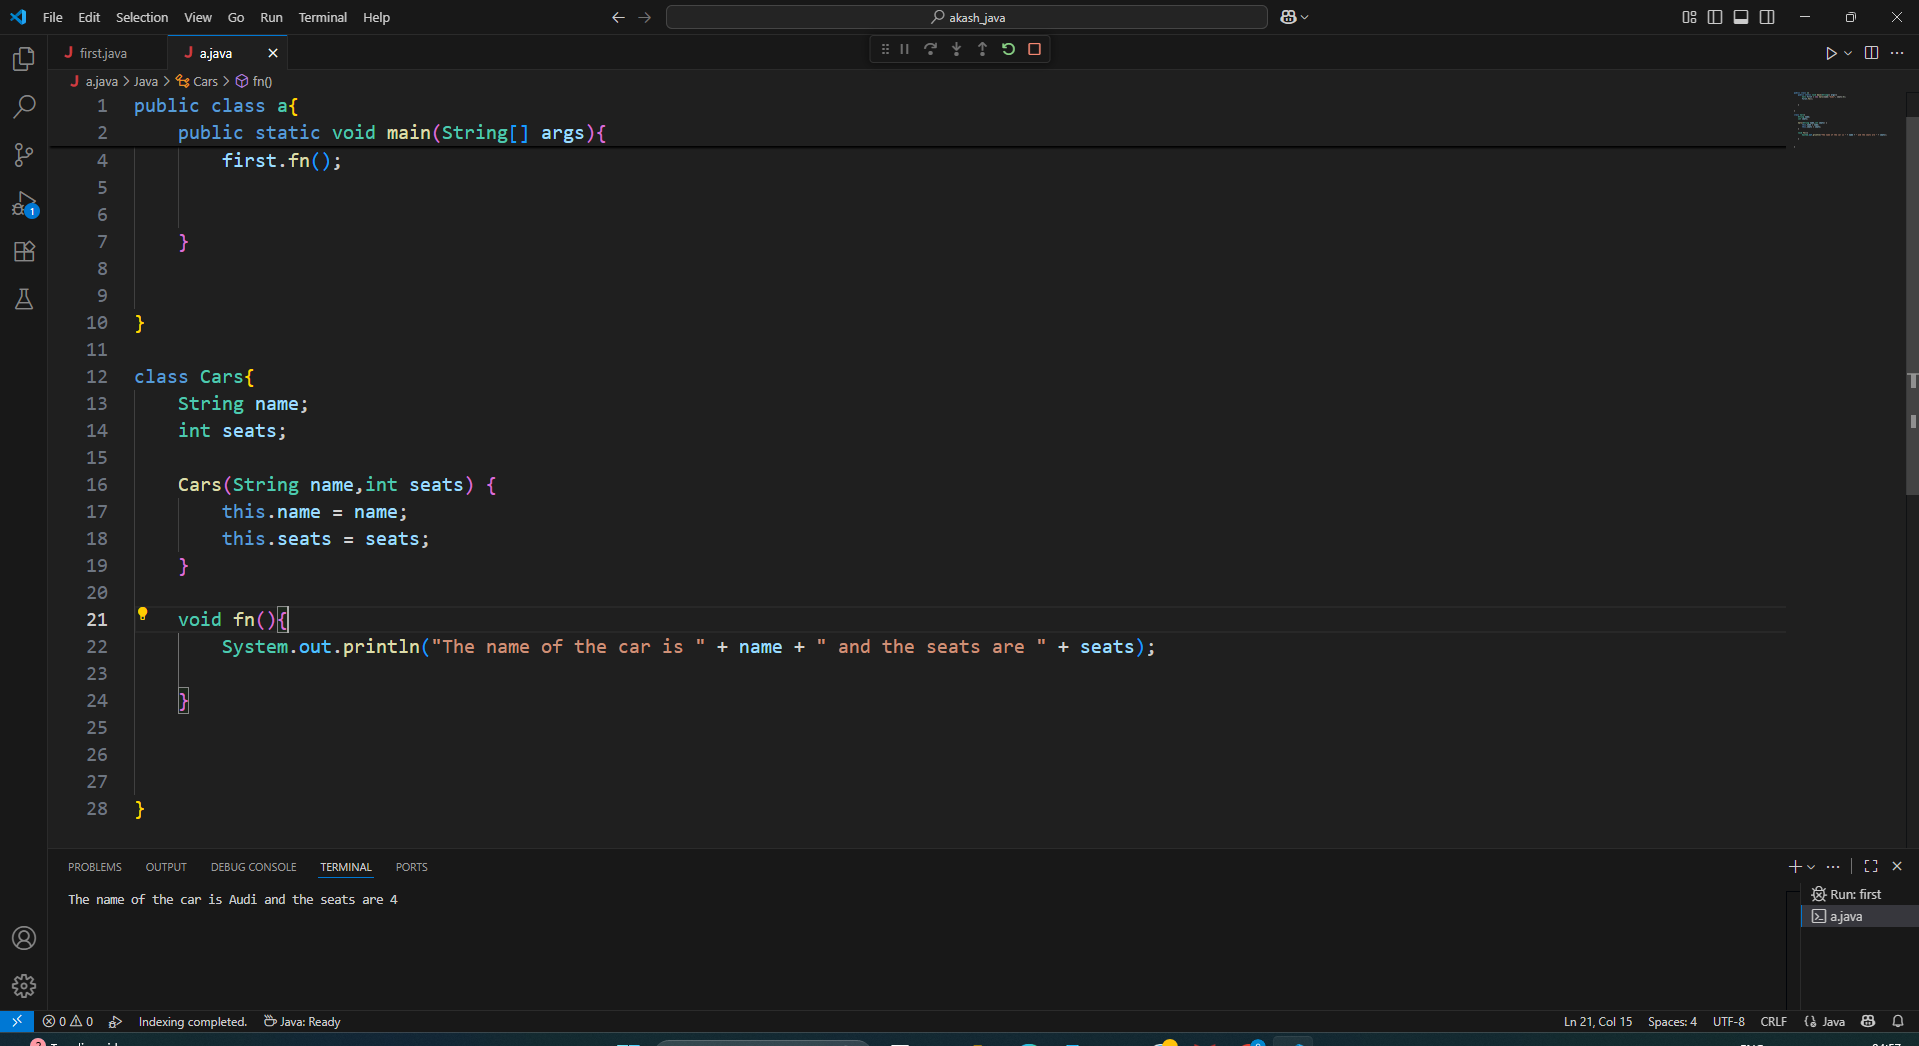 File Edit Selection View Go Run Terminal Help
akash_java
first.java
a.java
a.java > Java > Cars > fn()
1 public class a{
2 public static void main(String[] args){
4 first.fn();
5
6
7 }
8
9
10 }
11
12 class Cars{
13 String name;
14 int seats;
15
16 Cars(String name,int seats) {
17 this.name = name;
18 this.seats = seats;
19 }
20
21 void fn(){
22 System.out.println("The name of the car is " + name + " and the seats are " + seats);
23
24 }
25
26
27
28 }
1
PROBLEMS OUTPUT DEBUG CONSOLE TERMINAL PORTS
The name of the car is Audi and the seats are 4
Run: first
a.java
0 0 Indexing completed. Java: Ready
Ln 21, Col 15 Spaces: 4 UTF-8 CRLF Java